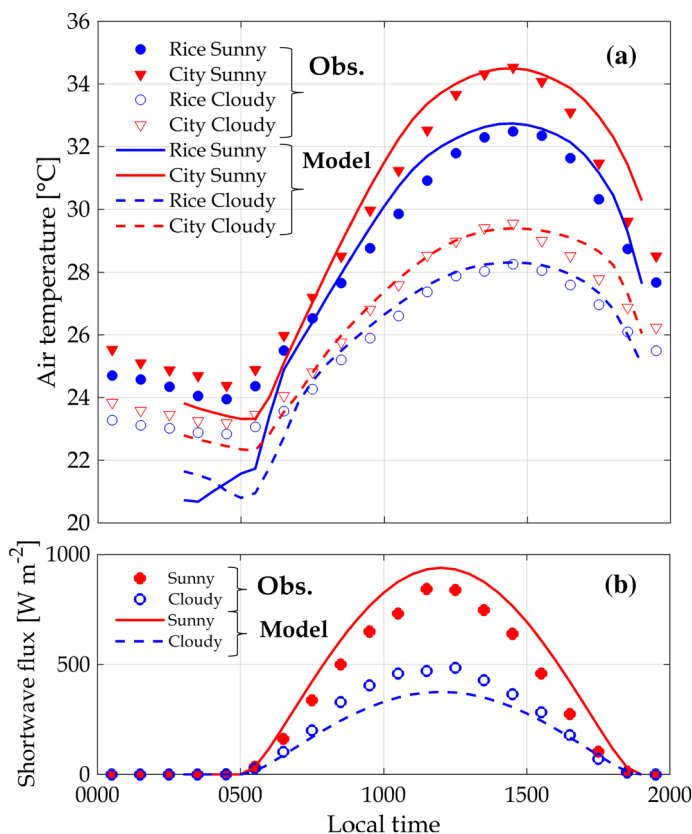 36
34
32
30
28
26
24
22
20
Air temperature [°C]
(a)
Rice Sunny
City Sunny
Rice Cloudy
City Cloudy
Obs.
Rice Sunny
City Sunny
Rice Cloudy
City Cloudy
Model
1000
500
0
Shortwave flux [W m-2]
(b)
Sunny
Cloudy
Obs.
Sunny
Cloudy
Model
0000 0500 1000 1500 2000
Local time